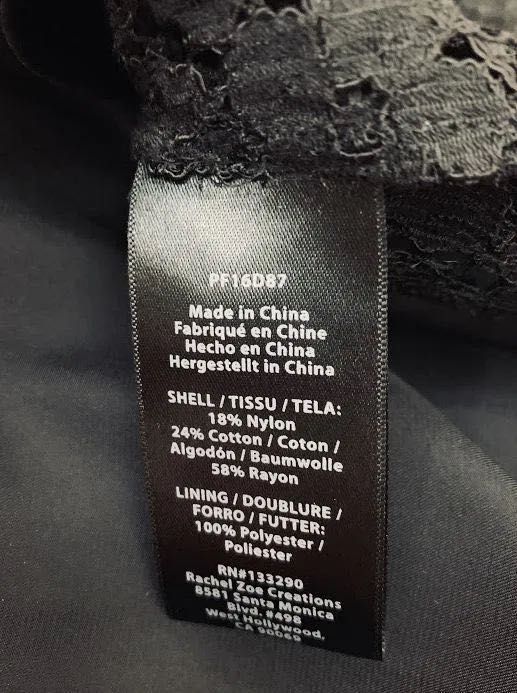 PF16D87
Made in China
Fabriqué en Chine
Hecho en China
Hergestellt in China
SHELL / TISSU / TELA:
18% Nylon
24% Cotton / Coton /
Algodón / Baumwolle
58% Rayon
LINING / DOUBLURE /
FORRO / FUTTER:
100% Polyester /
Poliester
RN#133290
Rachel Zoe Creations
8581 Santa Monica
Blvd. #498
West Hollywood,
CA 90069